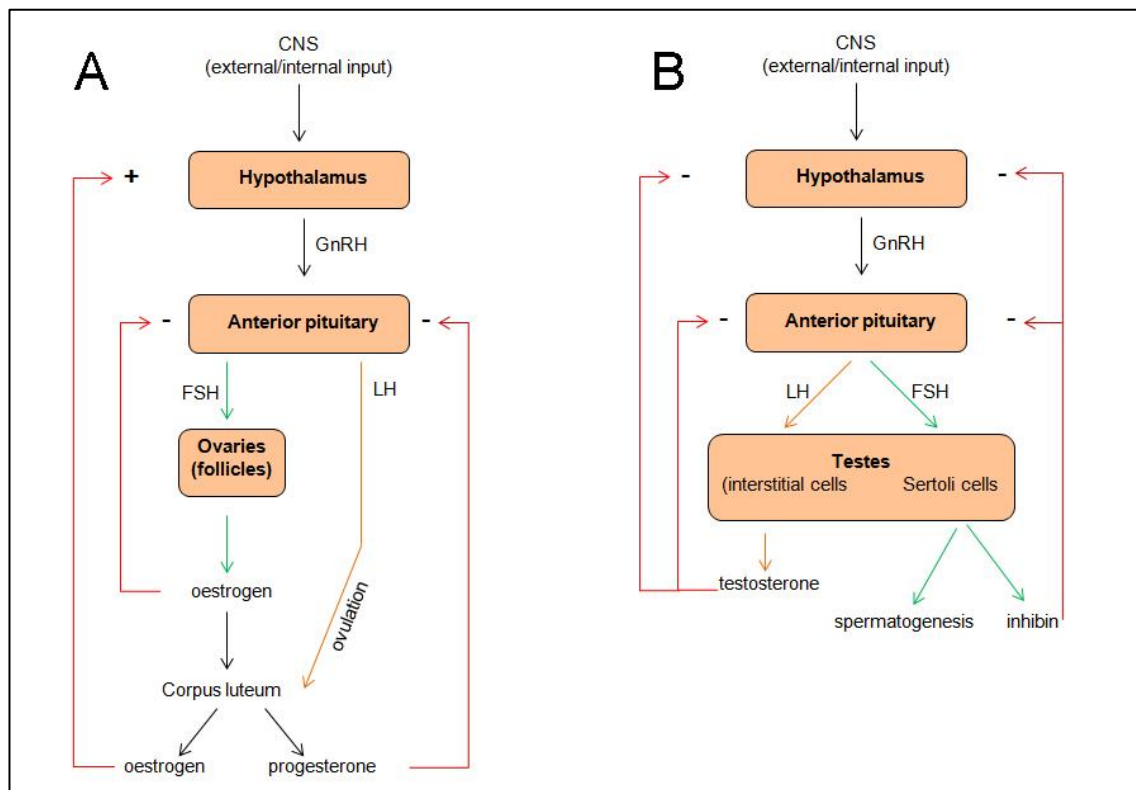 A
CNS
(external/internal input)
+
Hypothalamus
GnRH
-
Anterior pituitary
-
FSH
LH
Ovaries
(follicles)
oestrogen
ovulation
Corpus luteum
oestrogen
progesterone
B
CNS
(external/internal input)
-
Hypothalamus
-
GnRH
-
Anterior pituitary
-
LH
FSH
Testes
(interstitial cells
Sertoli cells
testosterone
spermatogenesis
inhibin